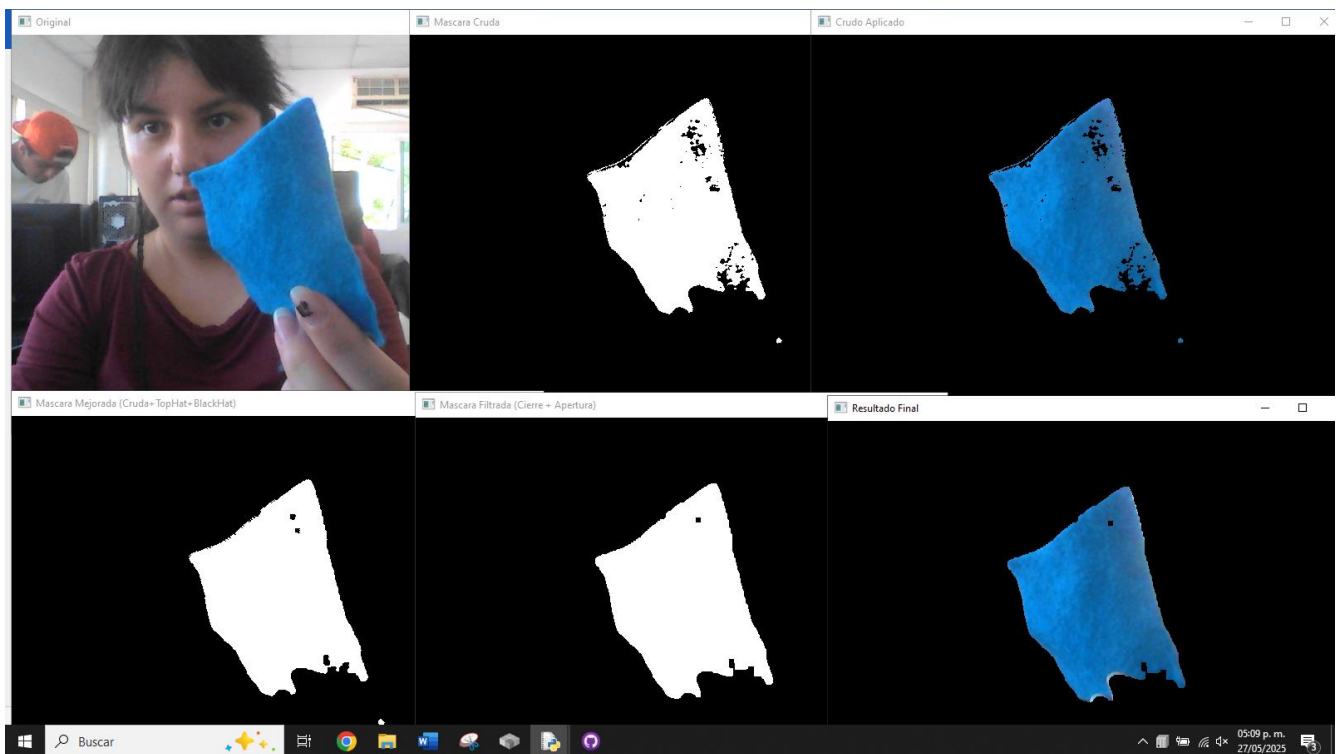 Original
Mascara Cruda
Crudo Aplicado
Mascara Mejorada (Cruda+TopHat+BlackHat)
Mascara Filtrada (Cierre + Apertura)
Resultado Final
Buscar
05:09 p. m.
27/05/2025
3